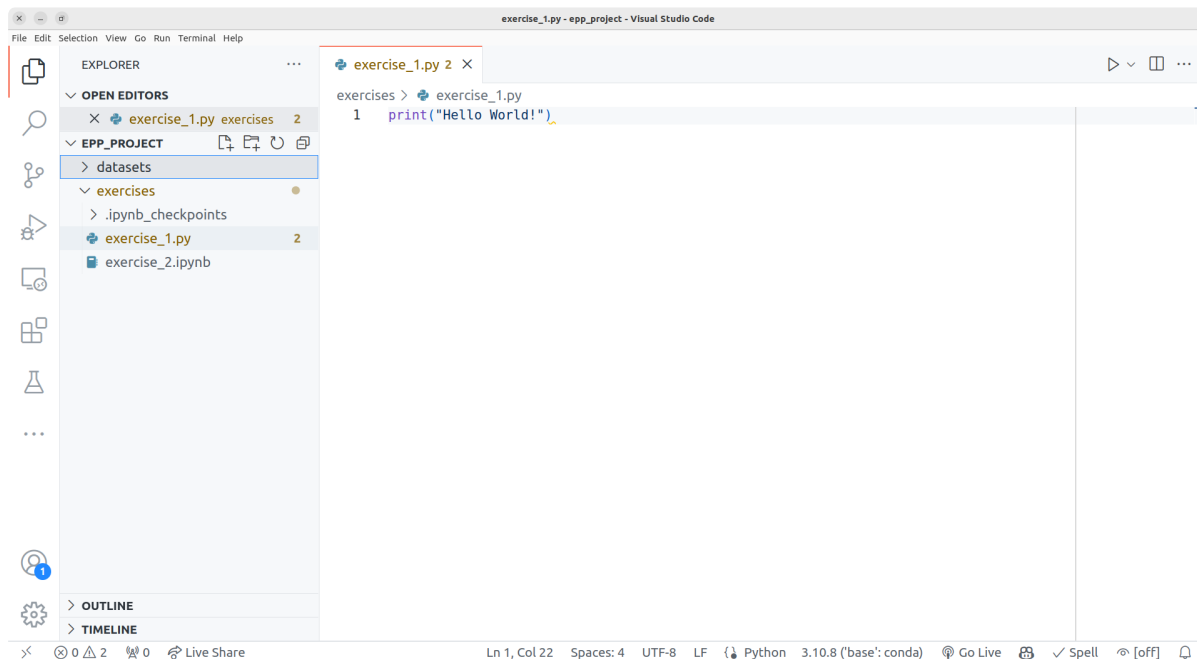 exercise_1.py - epp_project - Visual Studio Code
File Edit Selection View Go Run Terminal Help
EXPLORER
exercise_1.py 2
OPEN EDITORS
exercises > exercise_1.py
exercise_1.py exercises 2
1 print("Hello World!")
EPP_PROJECT
datasets
exercises
.ipynb_checkpoints
exercise_1.py 2
exercise_2.ipynb
1
OUTLINE
TIMELINE
0 2 0 Live Share Ln 1, Col 22 Spaces: 4 UTF-8 LF Python 3.10.8 ('base': conda) Go Live Spell [off]